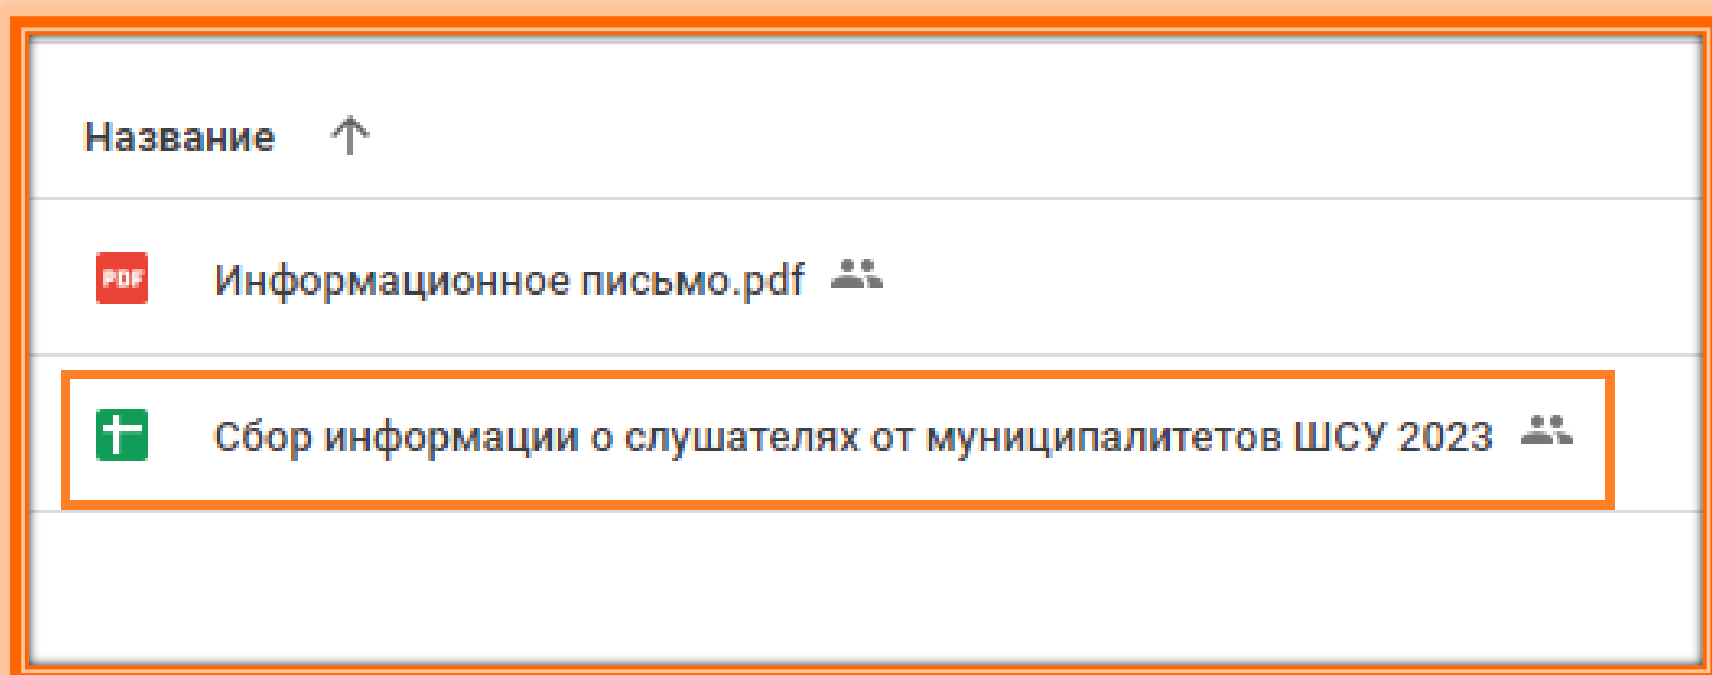 Название
PDF
Информационное письмо.pdf
Сбор информации о слушателях от муниципалитетов ШСУ 2023